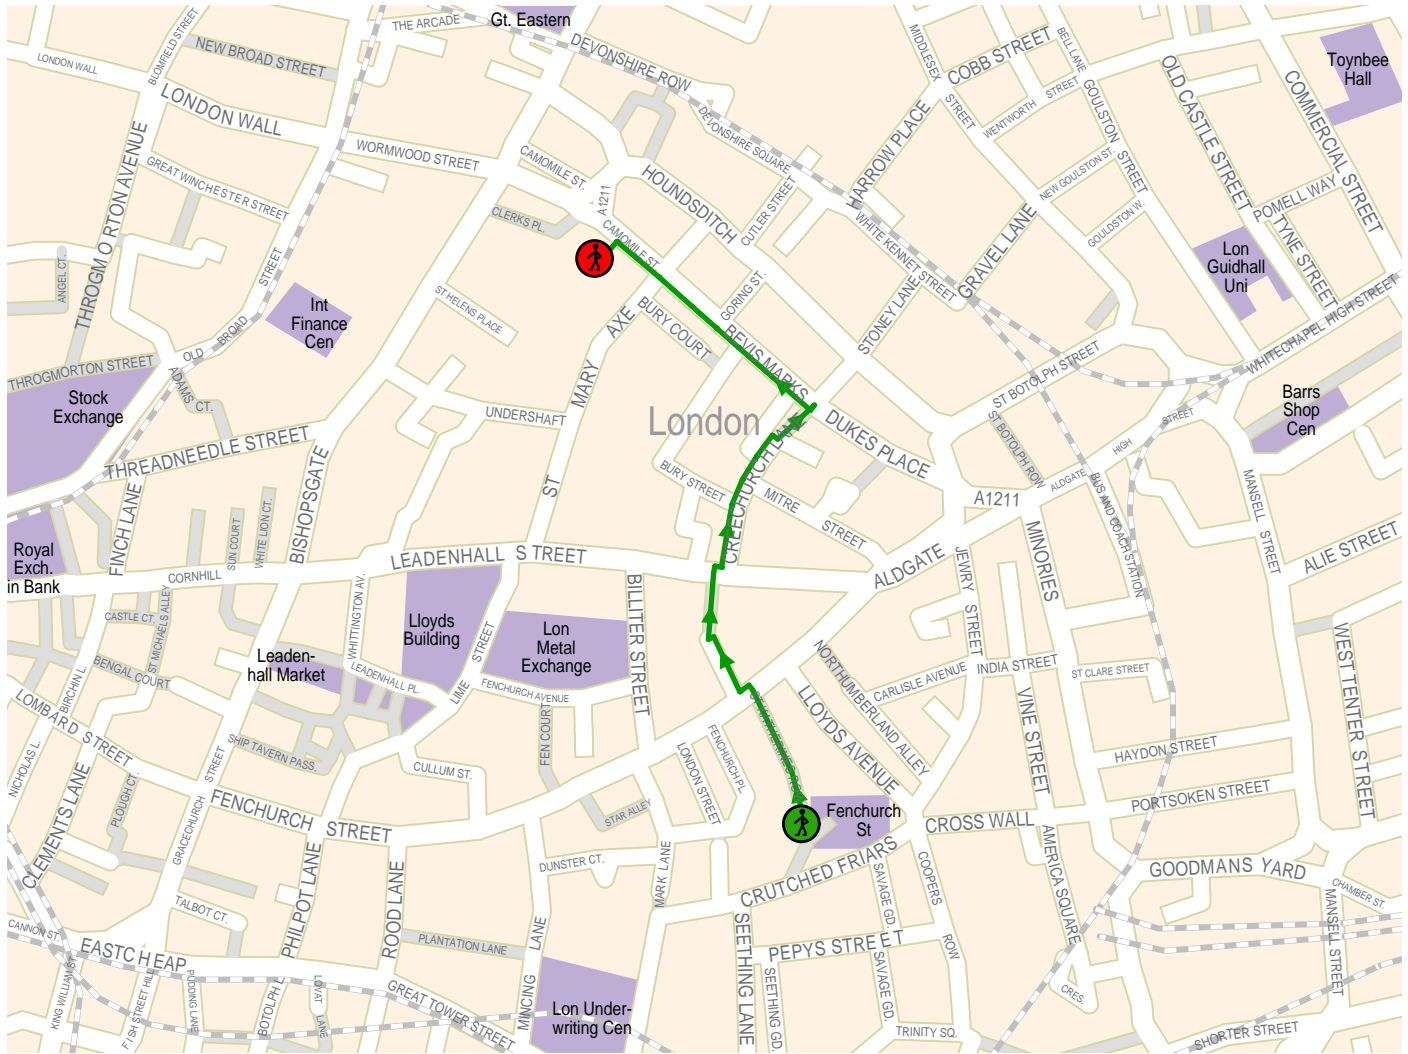 Gt. Eastern
THE ARCADE
DEVONSHIRE ROW
BLOMFIELD STREET
NEW BROAD STREET
LONDON WALL
LONDON WALL
MIDDLESEX
STREET
COBB STREET
BELL LANE
WENTWORTH STREET
GOULSTON STREET
OLD CASTLE STREET
COMMERCIAL STREET
Toynbee
Hall
DEVONSHIRE SQUARE
HARROW PLACE
WORMWOOD STREET
CAMOMILE ST.
A1211
HOUNDSDITCH
CUTLER STREET
NEW GOULSTON ST.
GOULDSTON W.
POMELL WAY
TYNE STREET
THROGMORTON AVENUE
GREAT WINCHESTER STREET
CLERKS PL.
CAMOMILE ST.
WHITE KENNET STREET
GRAVEL LANE
Lon
Guidhall
Uni
WHITECHAPEL HIGH STREET
ANGEL CT.
Int
Finance
Cen
OLD BROAD STREET
ST HELENS PLACE
BURY COURT
GORING ST.
STONEY LANE
BEVIS MARKS
ST MARY AXE
ST BOTOLPH STREET
THROGMORTON STREET
ADAMS CT.
Stock
Exchange
UNDERSHAFT
London
DUKES PLACE
ST BOTOLPH ROW
ALDGATE HIGH STREET
Barrs
Shop
Cen
THREADNEEDLE STREET
BISHOPSGATE
BURY STREET
MITRE STREET
CREECHURCH LANE
A1211
BUS AND COACH STATION
MANSELL STREET
ALIE STREET
FINCH LANE
SUN COURT
WHITE LION CT.
Royal
Exch.
in Bank
CORNHILL
LEADENHALL STREET
ALDGATE
JEWRY STREET
MINORIES
CASTLE CT.
ST MICHAELS ALLEY
WHITTINGTON AV.
Lloyds
Building
LIME STREET
Lon
Metal
Exchange
BILLITER STREET
WEST TENTER STREET
BENGAL COURT
BIRCHIN L.
Leaden-
hall Market
LEADENHALL PL.
FENCHURCH AVENUE
NORTHUMBERLAND ALLEY
CARLISLE AVENUE
INDIA STREET
ST CLARE STREET
LOMBARD STREET
NICHOLAS L.
SHIP TAVERN PASS.
FEN COURT
FENCHURCH PL.
LONDON STREET
LLOYDS AVENUE
VINE STREET
HAYDON STREET
CLEMENTS LANE
PLOUGH CT.
GRACECHURCH STREET
CULLUM ST.
STAR ALLEY
Fenchurch
St
CROSS WALL
PORTSOKEN STREET
FENCHURCH STREET
DUNSTER CT.
MARK LANE
CRUTCHED FRIARS
SAVAGE GD.
COOPERS ROW
AMERICA SQUARE
GOODMANS YARD
CHAMBER ST.
TALBOT CT.
PHILPOT LANE
ROOD LANE
PLANTATION LANE
MINCING LANE
SEETHING LANE
PEPYS STREET
MANSELL STREET
CANNON ST.
EASTCHEAP
KING WILLIAM ST.
FISH STREET HILL
PUDDING LANE
BOTOLPH L.
LOVAT LANE
GREAT TOWER STREET
Lon Under-
writing Cen
SEETHING GD.
SAVAGE GD.
CRES.
TRINITY SQ.
SHORTER STREET